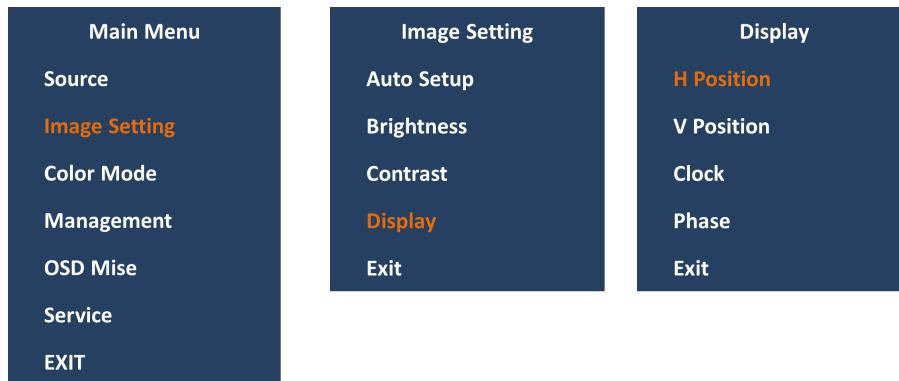 Main Menu
Source
Image Setting
Color Mode
Management
OSD Mise
Service
EXIT
Image Setting
Auto Setup
Brightness
Contrast
Display
Exit
Display
H Position
V Position
Clock
Phase
Exit